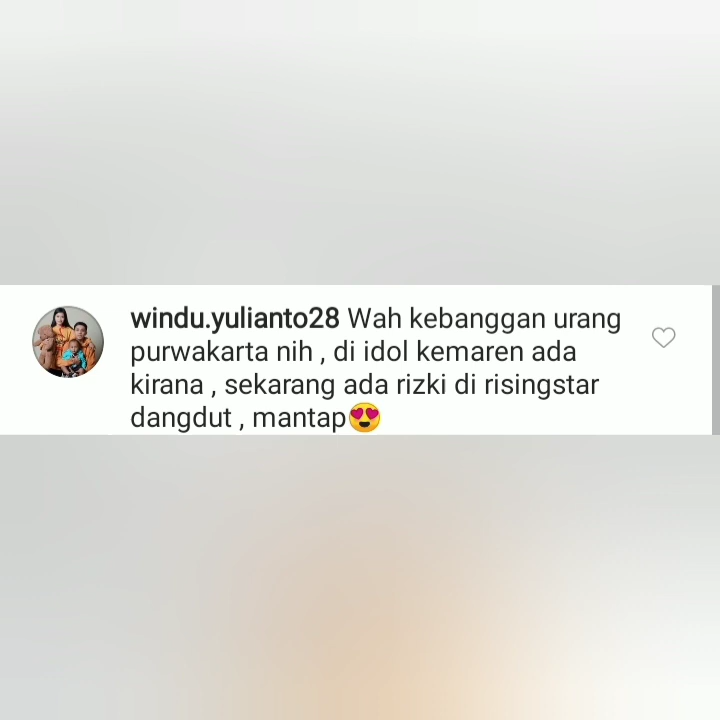 windu.yulianto28 Wah kebanggan urang
purwakarta nih , di idol kemaren ada
kirana , sekarang ada rizki di risingstar
dangdut , mantap😍